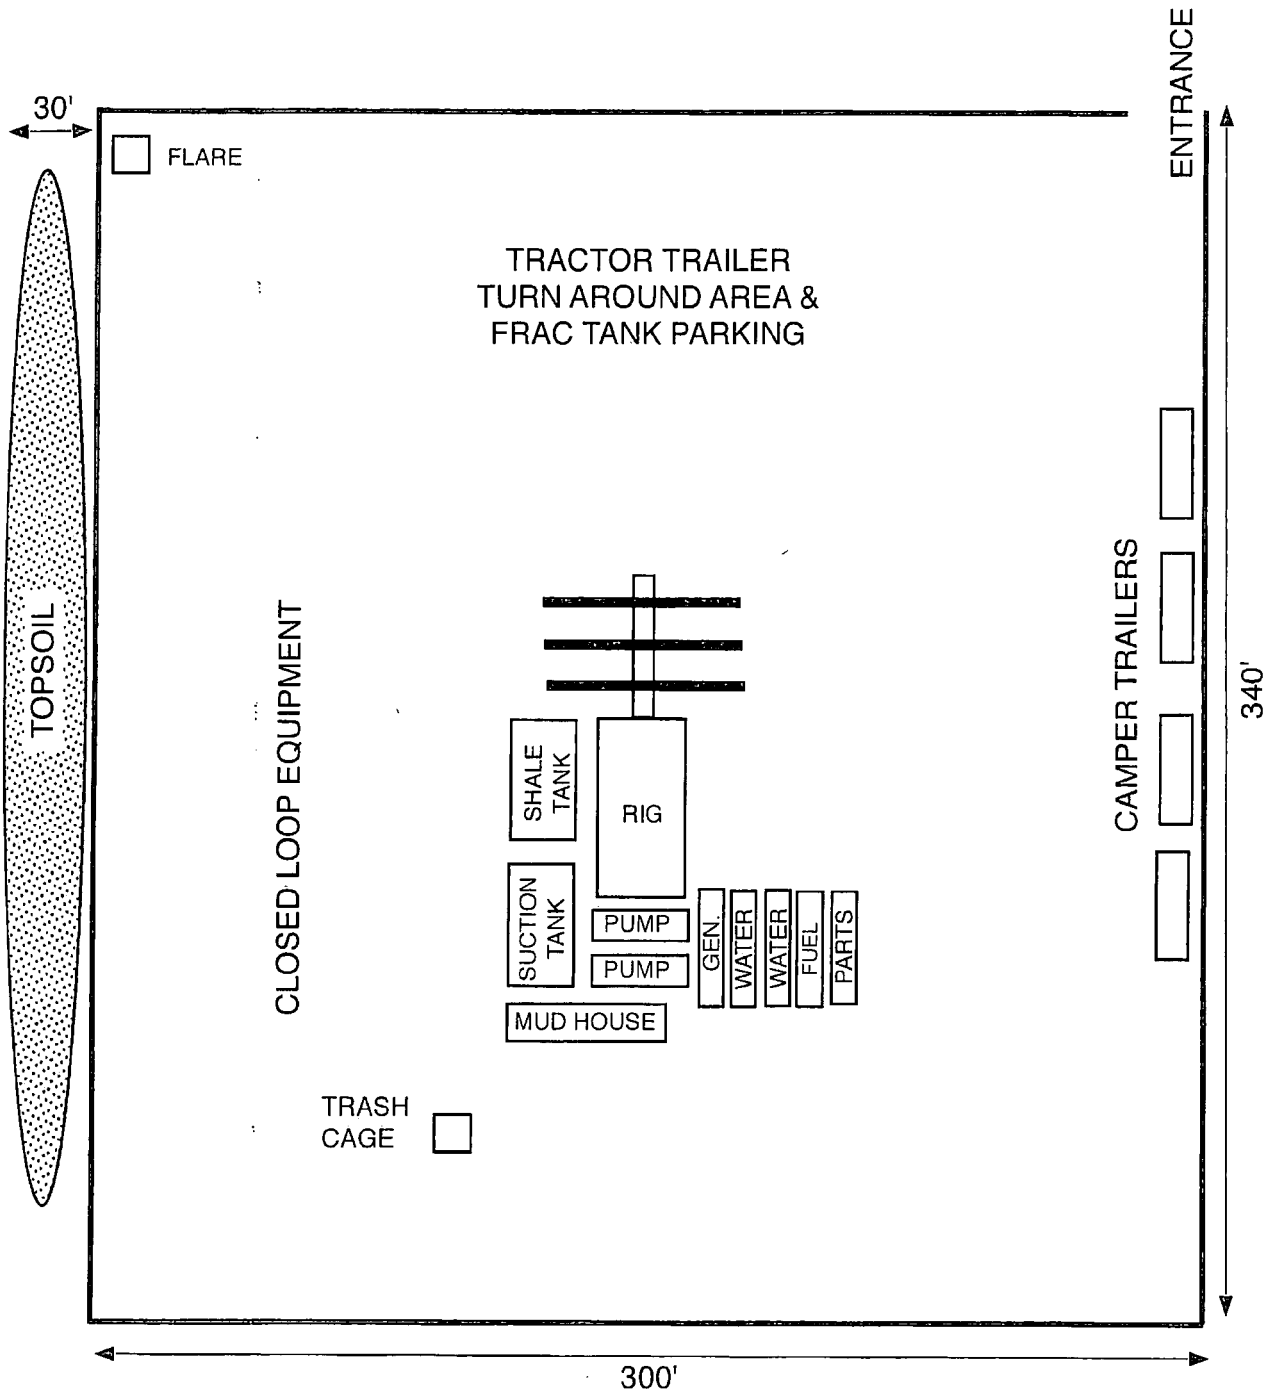 ENTRANCE
30'
FLARE
TRACTOR TRAILER
TURN AROUND AREA &
FRAC TANK PARKING
TOPSOIL
CLOSED LOOP EQUIPMENT
CAMPER TRAILERS
340'
SHALE
TANK
RIG
SUCTION
TANK
PUMP
PUMP
GEN.
WATER
WATER
FUEL
PARTS
MUD HOUSE
TRASH
CAGE
300'